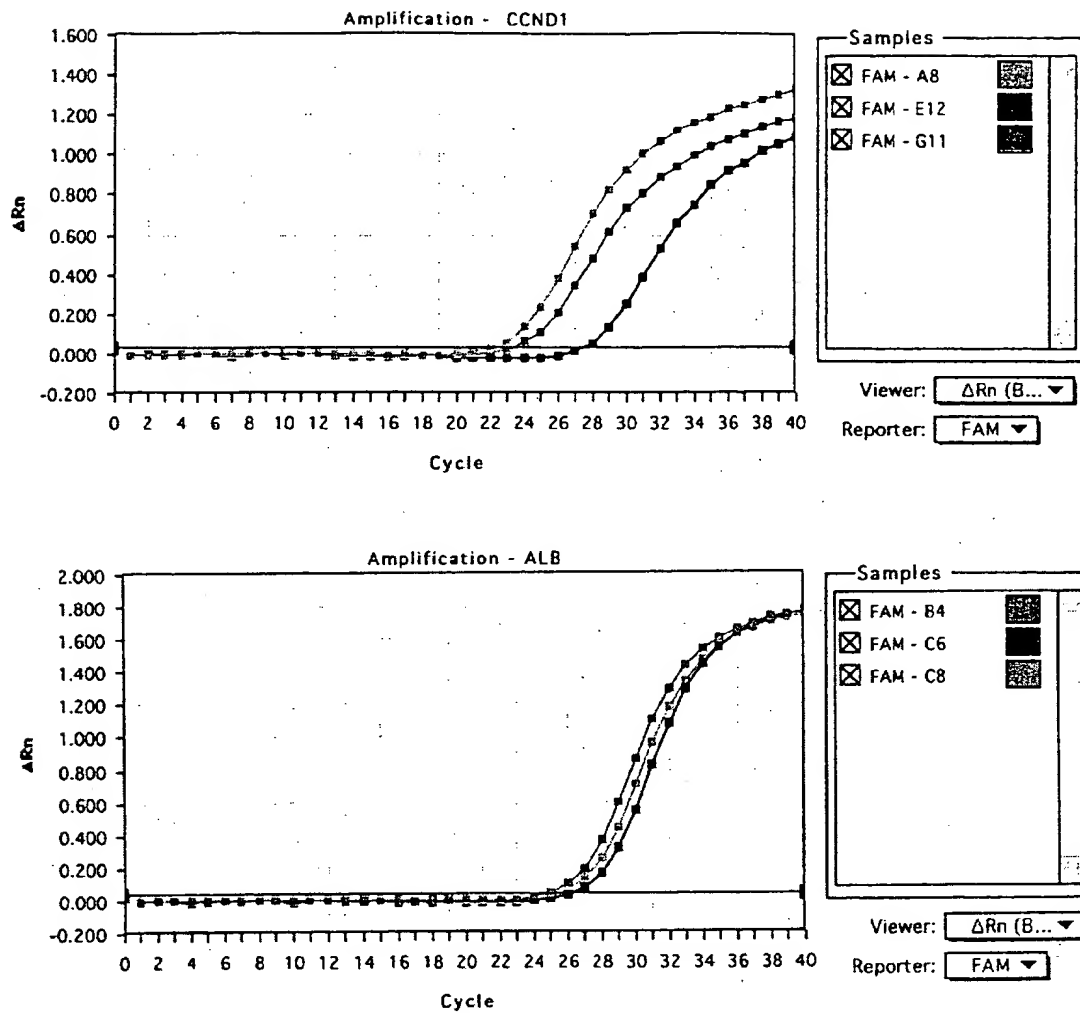 Amplification - CCND1
1.600
1.400
1.200
1.000
0.800
0.600
0.400
0.200
0.000
-0.200
ΔRn
0 2 4 6 8 10 12 14 16 18 20 22 24 26 28 30 32 34 36 38 40
Cycle
Samples
FAM - A8
FAM - E12
FAM - G11
Viewer: ΔRn (B...
Reporter: FAM
Amplification - ALB
2.000
1.800
1.600
1.400
1.200
1.000
0.800
0.600
0.400
0.200
0.000
-0.200
ΔRn
0 2 4 6 8 10 12 14 16 18 20 22 24 26 28 30 32 34 36 38 40
Cycle
Samples
FAM - B4
FAM - C6
FAM - C8
Viewer: ΔRn (B...
Reporter: FAM